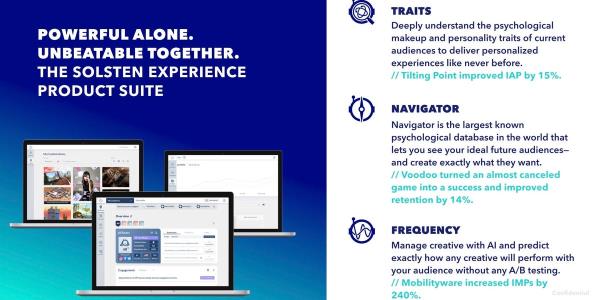 POWERFUL ALONE.
UNBEATABLE TOGETHER.
THE SOLSTEN EXPERIENCE
PRODUCT SUITE
TRAITS
Deeply understand the psychological
makeup and personality traits of current
audiences to deliver personalized
experiences like never before.
// Tilting Point improved IAP by 15%.
NAVIGATOR
Navigator is the largest known
psychological database in the world that
lets you see your ideal future audiences—
and create exactly what they want.
// Voodoo turned an almost canceled
game into a success and improved
retention by 14%.
FREQUENCY
Manage creative with AI and predict
exactly how any creative will perform with
your audience without any A/B testing.
// Mobilityware increased IMPs by
240%.
Confidential